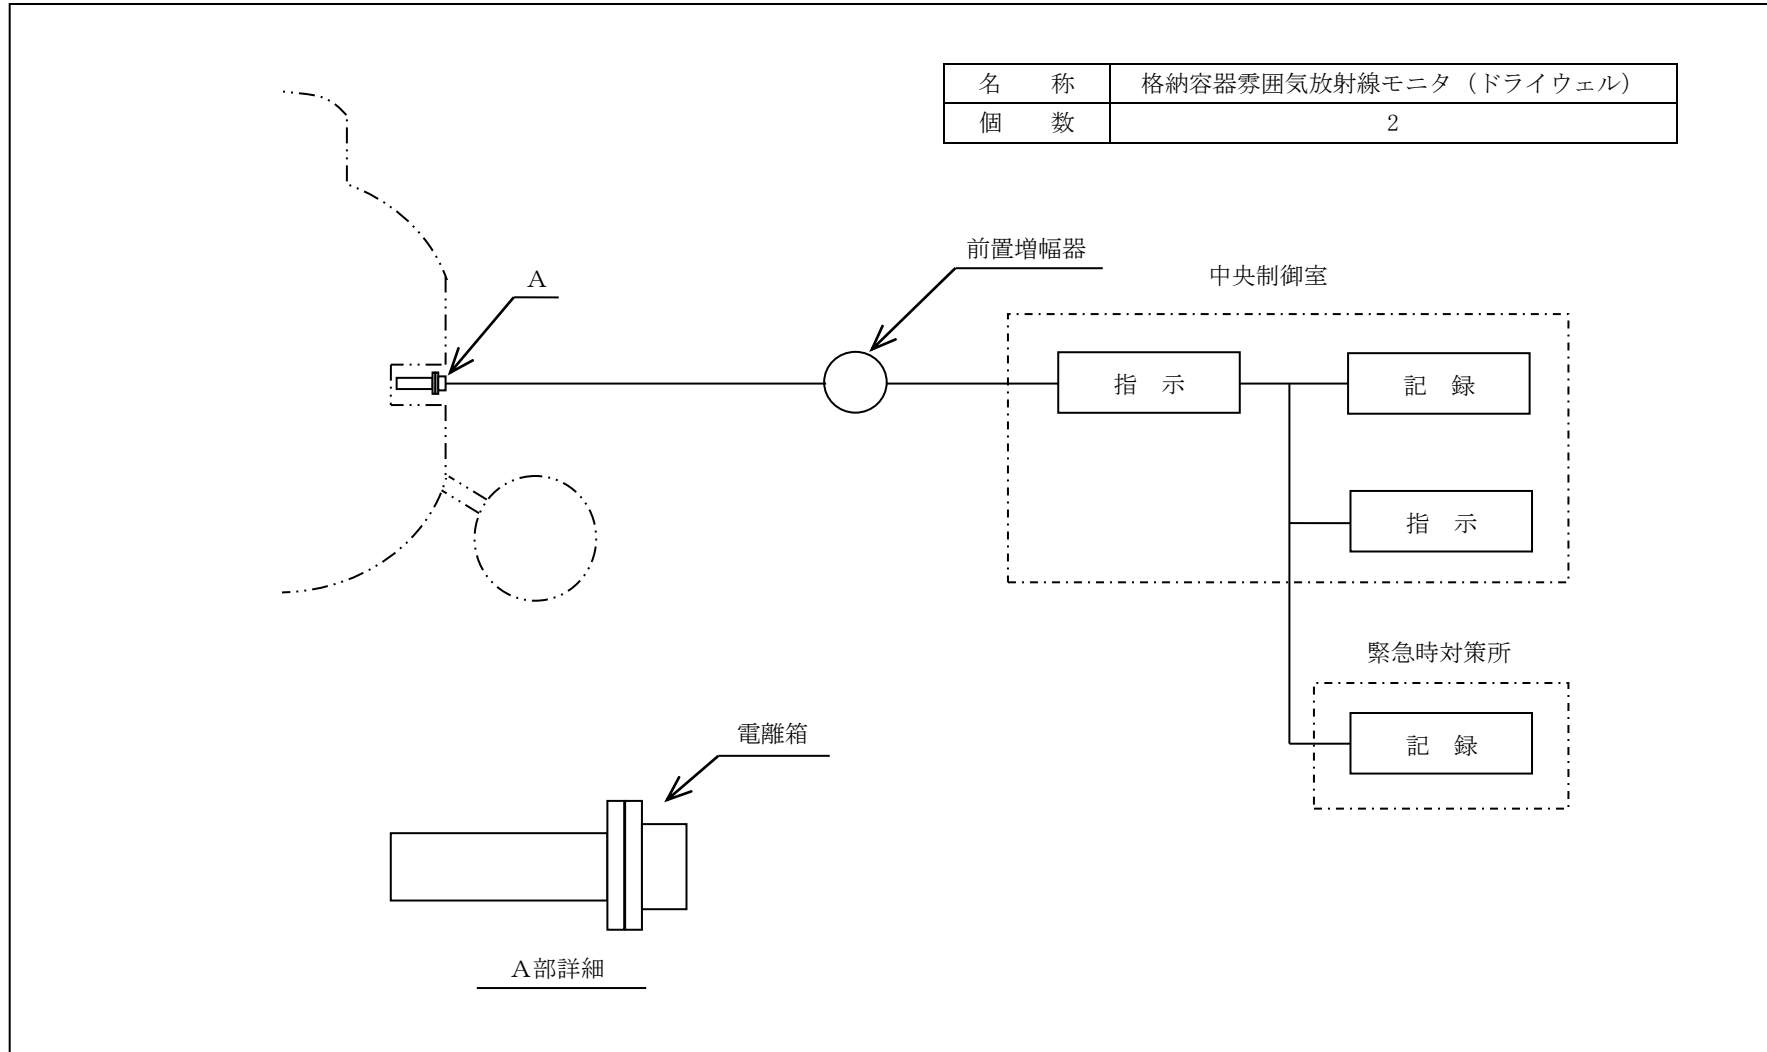 名　称　格納容器雰囲気放射線モニタ（ドライウェル）
個　数　2
前置増幅器
中央制御室
A
指　示
記　録
指　示
緊急時対策所
記　録
電離箱
A部詳細